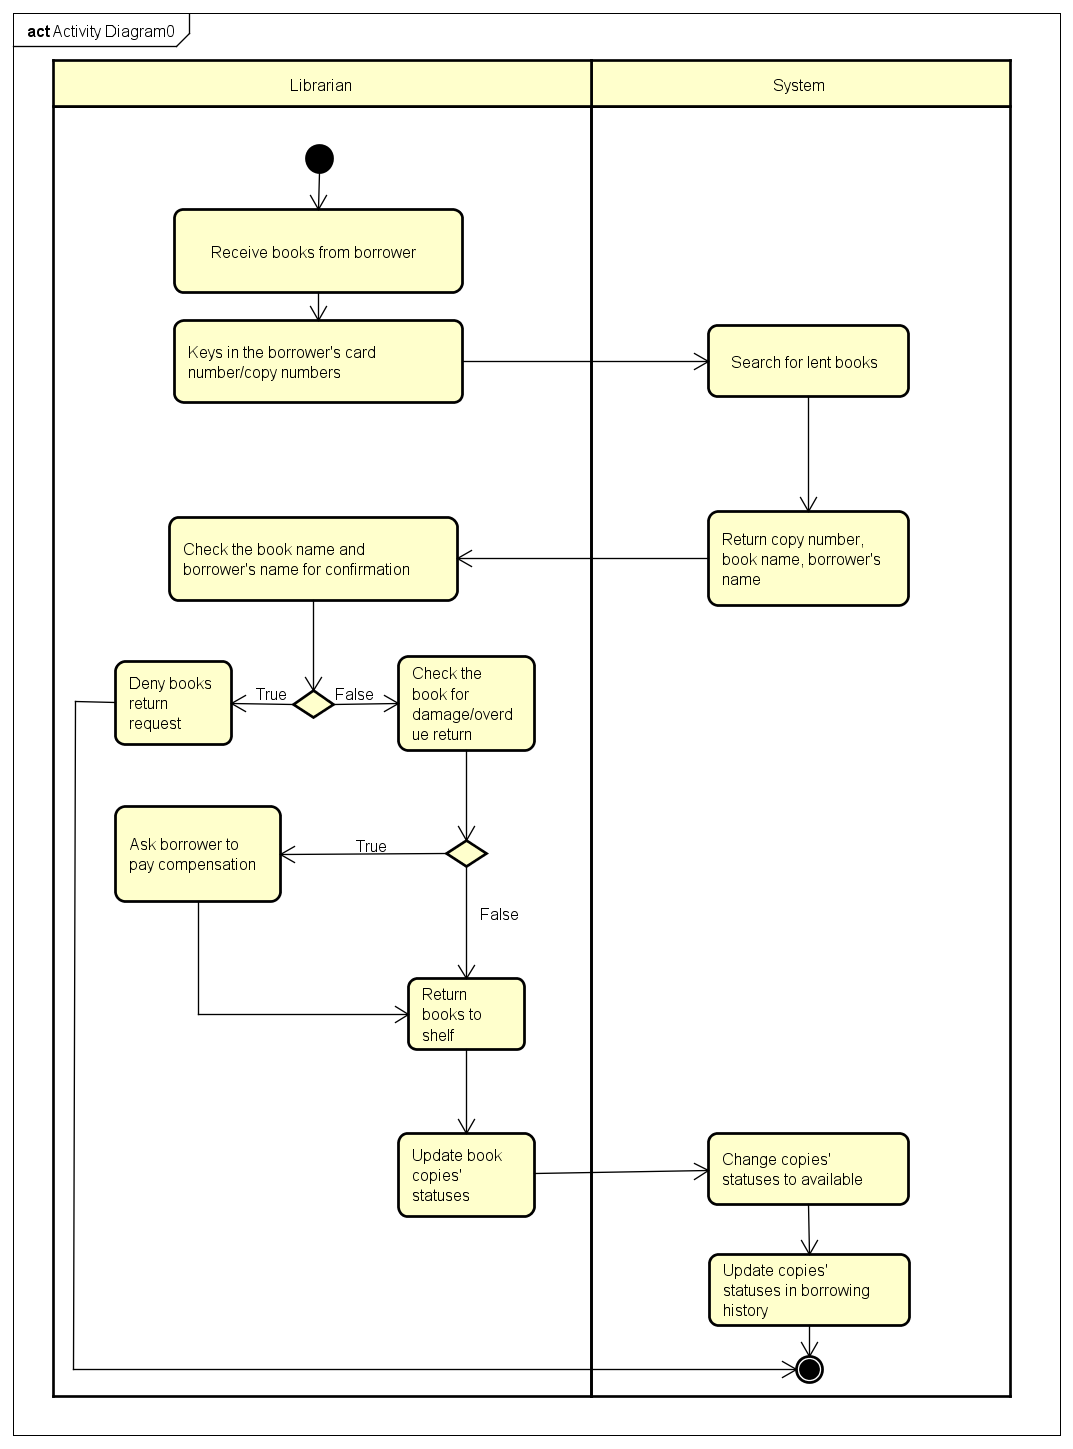 act Activity Diagram0
Librarian
System
Receive books from borrower
Keys in the borrower's card
number/copy numbers
Search for lent books
Check the book name and
borrower's name for confirmation
Return copy number,
book name, borrower's
name
Deny books
return
request
True
False
Check the
book for
damage/overd
ue return
Ask borrower to
pay compensation
True
False
Return
books to
shelf
Update book
copies'
statuses
Change copies'
statuses to available
Update copies'
statuses in borrowing
history